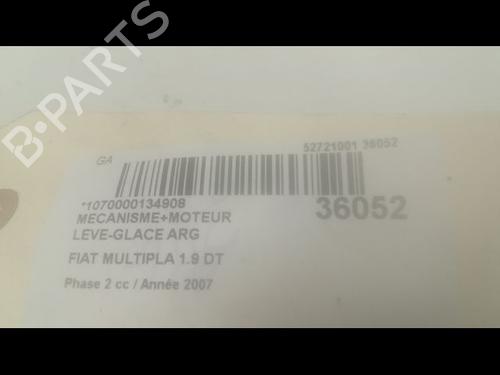 B-PARTS
GA
52721001 36052
*1070000134908
36052
MECANISME+MOTEUR
LEVE-GLACE ARG
FIAT MULTIPLA 1.9 DT
Phase 2 cc / Année 2007